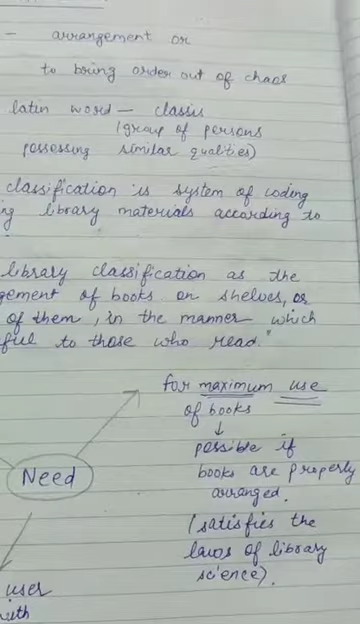 - arrangement or
to bring order out of chaos
latin word - classis
(group of persons
possessing similar qualities)
classification is system of coding
ng library materials according to
library classification as the
gement of books on shelves, or
of them, in the manner which
ful to those who read."
for maximum use
of books
↓
possible if
books are properly
arranged.
(satisfies the
laws of library
science).
Need
user